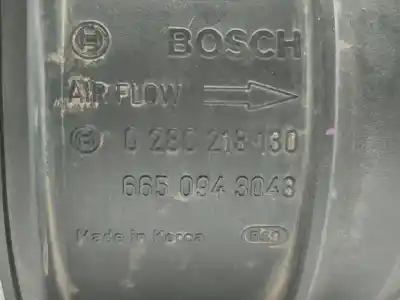 BOSCH
AIR FLOW
0 280 218 130
665 094 3048
Made in Korea